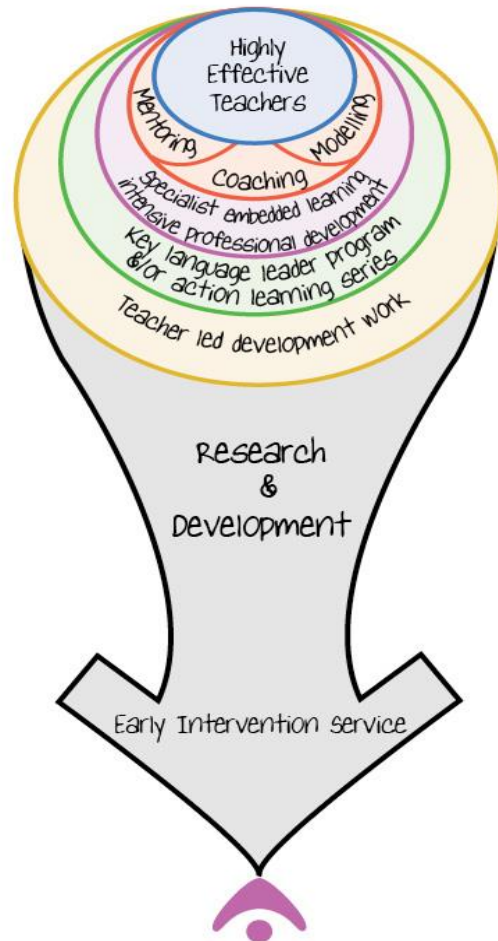 Highly
Effective
Teachers
Mentoring
Modelling
Coaching
Specialist embedded learning
intensive professional development
Key language leader program
&/or action learning series
Teacher led development work
Research
&
Development
Early Intervention Service